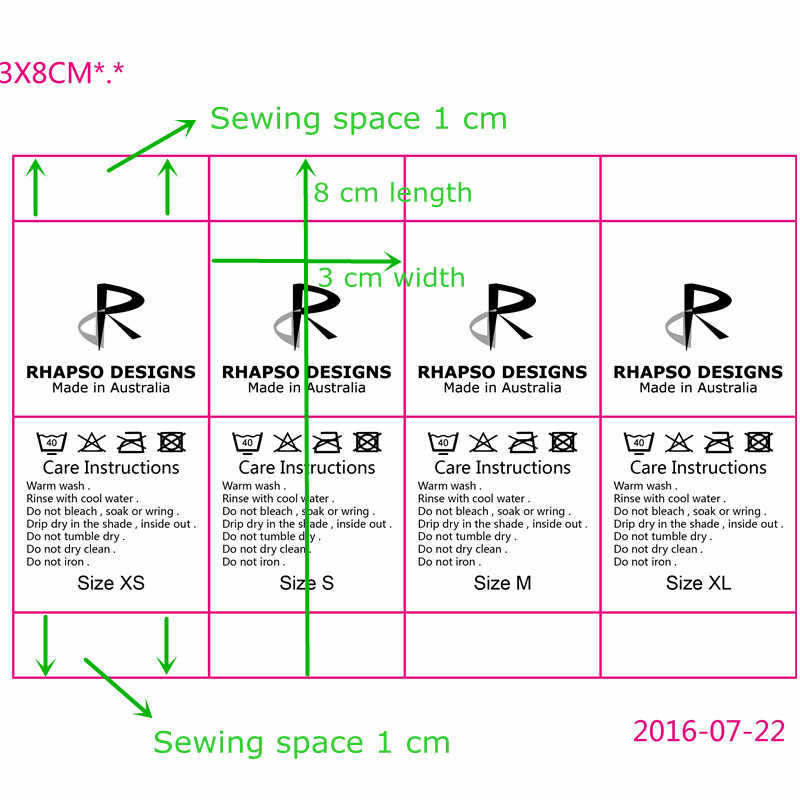 3X8CM*.*
Sewing space 1 cm
8 cm length
3 cm width
R
RHAPSO DESIGNS
Made in Australia
40
Care Instructions
Warm wash .
Rinse with cool water .
Do not bleach , soak or wring .
Drip dry in the shade , inside out .
Do not tumble dry .
Do not dry clean .
Do not iron .
Size XS
R
RHAPSO DESIGNS
Made in Australia
40
Care Instructions
Warm wash .
Rinse with cool water .
Do not bleach , soak or wring .
Drip dry in the shade , inside out .
Do not tumble dry .
Do not dry clean .
Do not iron .
Size S
R
RHAPSO DESIGNS
Made in Australia
40
Care Instructions
Warm wash .
Rinse with cool water .
Do not bleach , soak or wring .
Drip dry in the shade , inside out .
Do not tumble dry .
Do not dry clean .
Do not iron .
Size M
R
RHAPSO DESIGNS
Made in Australia
40
Care Instructions
Warm wash .
Rinse with cool water .
Do not bleach , soak or wring .
Drip dry in the shade , inside out .
Do not tumble dry .
Do not dry clean .
Do not iron .
Size XL
Sewing space 1 cm
2016-07-22